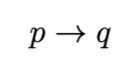 p → q